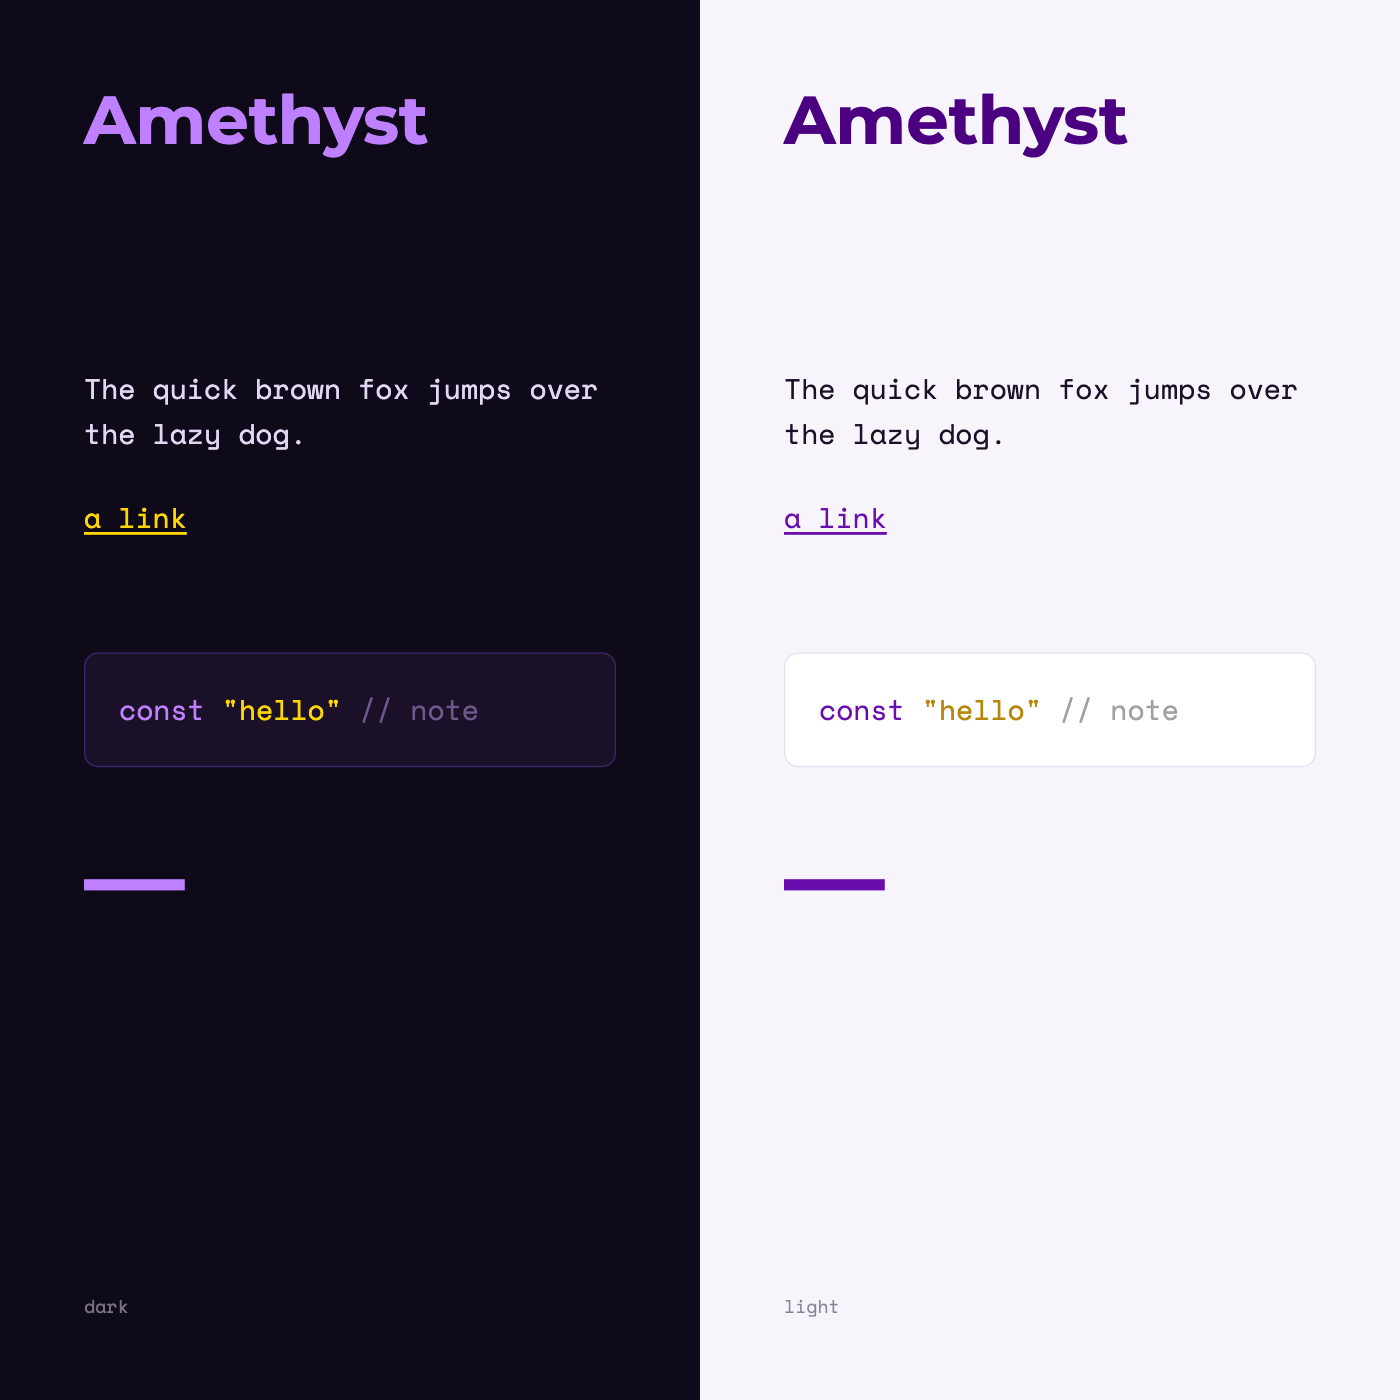 Amethyst
The quick brown fox jumps over
the lazy dog.
a link
const "hello" // note
dark
Amethyst
The quick brown fox jumps over
the lazy dog.
a link
const "hello" // note
light